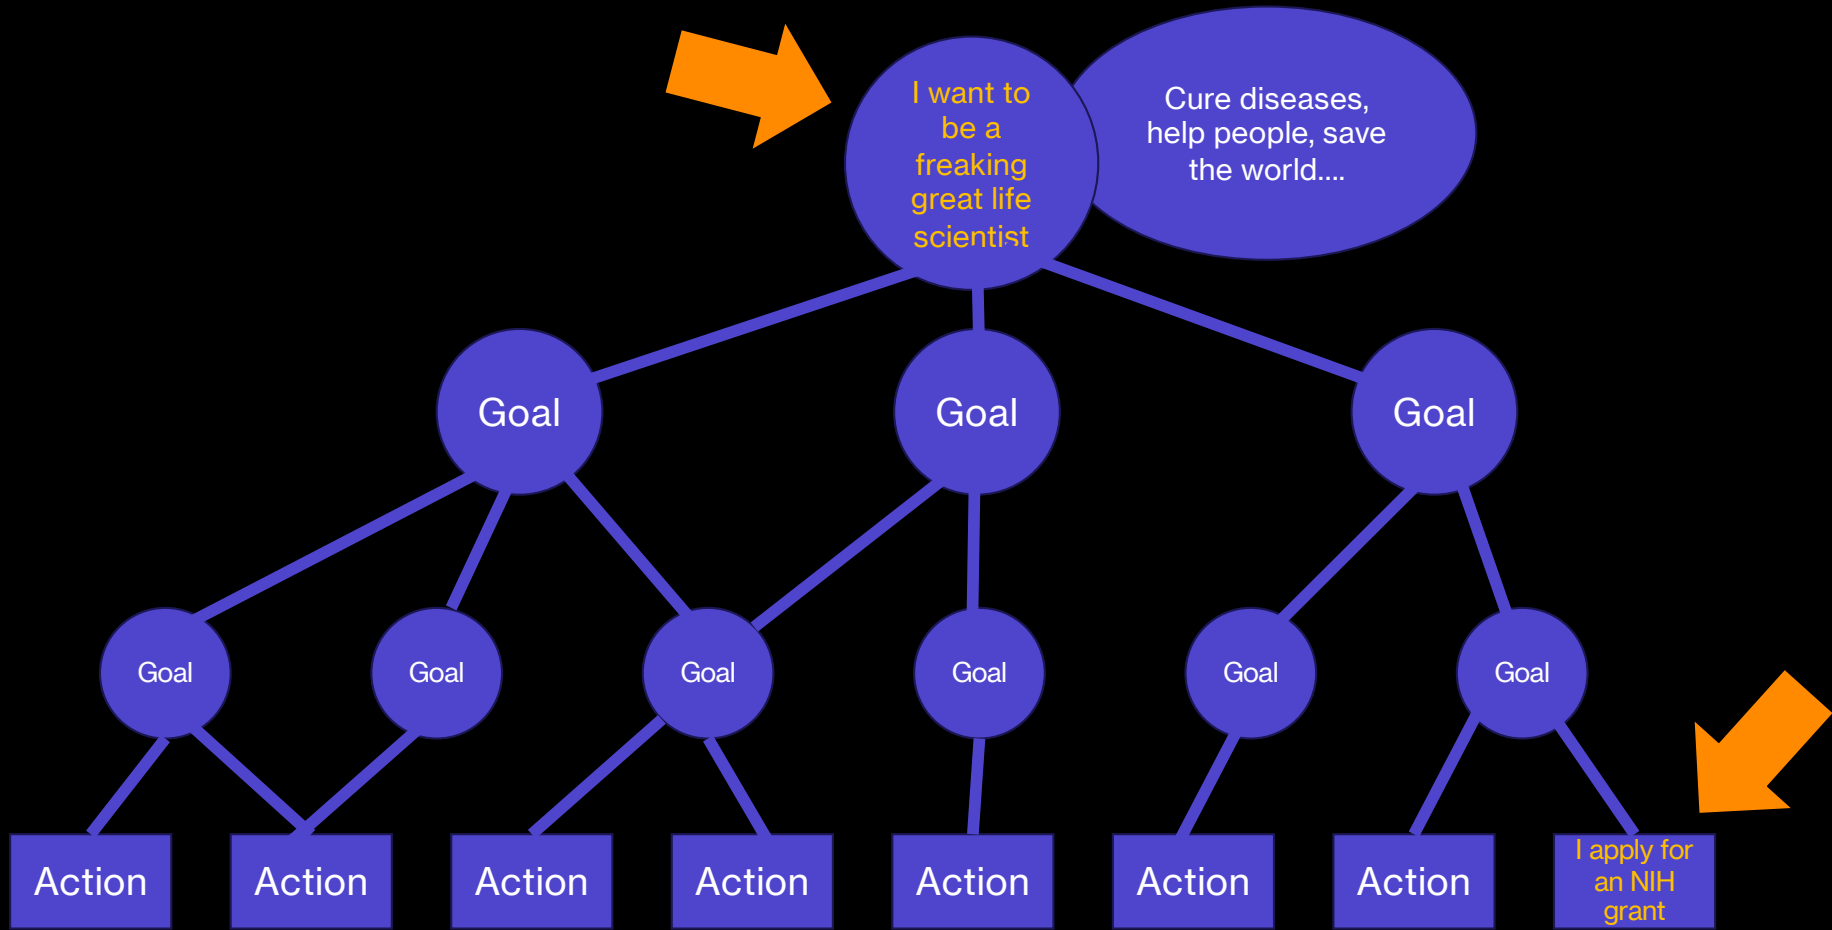 I want to
be a
freaking
great life
scientist
Cure diseases,
help people, save
the world....
Goal
Goal
Goal
Goal
Goal
Goal
Goal
Goal
Goal
Action
Action
Action
Action
Action
Action
Action
I apply for
an NIH
grant